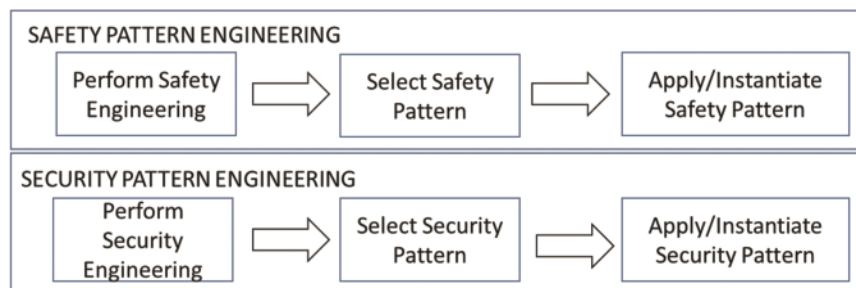 SAFETY PATTERN ENGINEERING
Perform Safety
Engineering
Select Safety
Pattern
Apply/Instantiate
Safety Pattern
SECURITY PATTERN ENGINEERING
Perform
Security
Engineering
Select Security
Pattern
Apply/Instantiate
Security Pattern